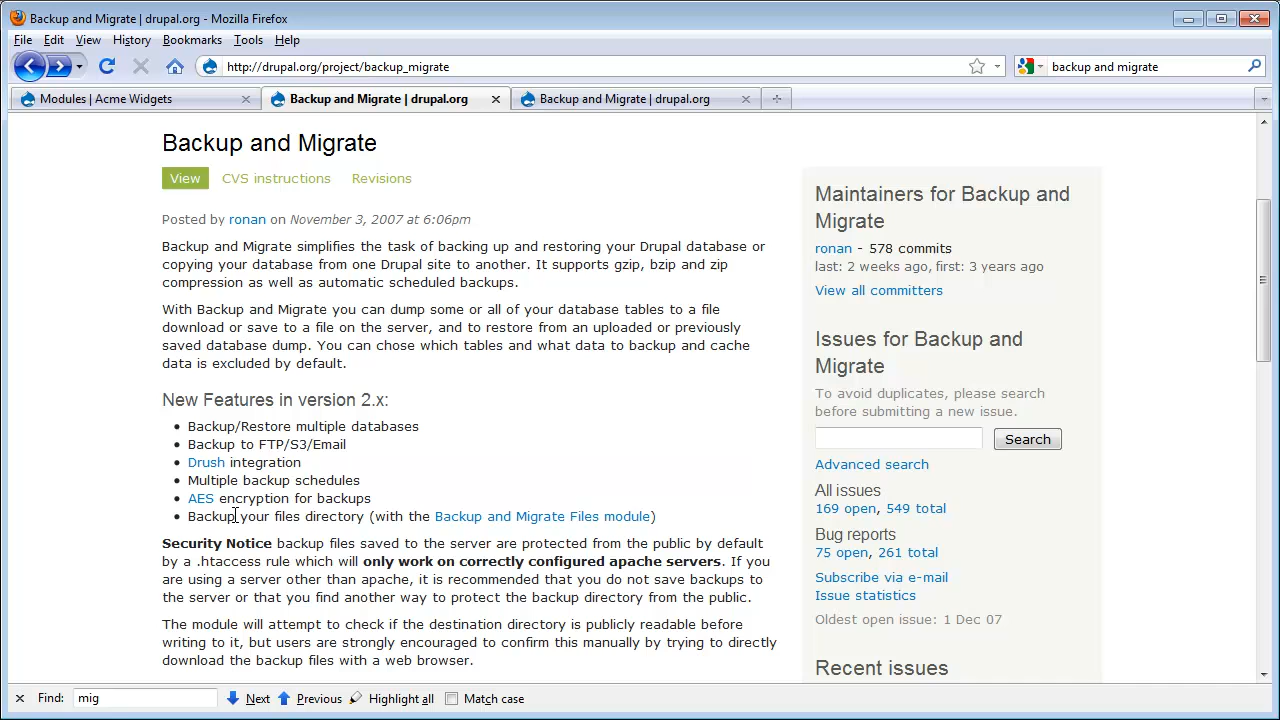 Backup and Migrate | drupal.org - Mozilla Firefox
File Edit View History Bookmarks Tools Help
http://drupal.org/project/backup_migrate
backup and migrate
Modules | Acme Widgets
Backup and Migrate | drupal.org
Backup and Migrate | drupal.org
Backup and Migrate
View CVS instructions Revisions
Posted by ronan on November 3, 2007 at 6:06pm
Backup and Migrate simplifies the task of backing up and restoring your Drupal database or
copying your database from one Drupal site to another. It supports gzip, bzip and zip
compression as well as automatic scheduled backups.
With Backup and Migrate you can dump some or all of your database tables to a file
download or save to a file on the server, and to restore from an uploaded or previously
saved database dump. You can chose which tables and what data to backup and cache
data is excluded by default.
New Features in version 2.x:
• Backup/Restore multiple databases
• Backup to FTP/S3/Email
• Drush integration
• Multiple backup schedules
• AES encryption for backups
• Backup your files directory (with the Backup and Migrate Files module)
Security Notice backup files saved to the server are protected from the public by default
by a .htaccess rule which will only work on correctly configured apache servers. If you
are using a server other than apache, it is recommended that you do not save backups to
the server or that you find another way to protect the backup directory from the public.
The module will attempt to check if the destination directory is publicly readable before
writing to it, but users are strongly encouraged to confirm this manually by trying to directly
download the backup files with a web browser.
Maintainers for Backup and
Migrate
ronan - 578 commits
last: 2 weeks ago, first: 3 years ago
View all committers
Issues for Backup and
Migrate
To avoid duplicates, please search
before submitting a new issue.
Search
Advanced search
All issues
169 open, 549 total
Bug reports
75 open, 261 total
Subscribe via e-mail
Issue statistics
Oldest open issue: 1 Dec 07
Recent issues
Find: mig Next Previous Highlight all Match case